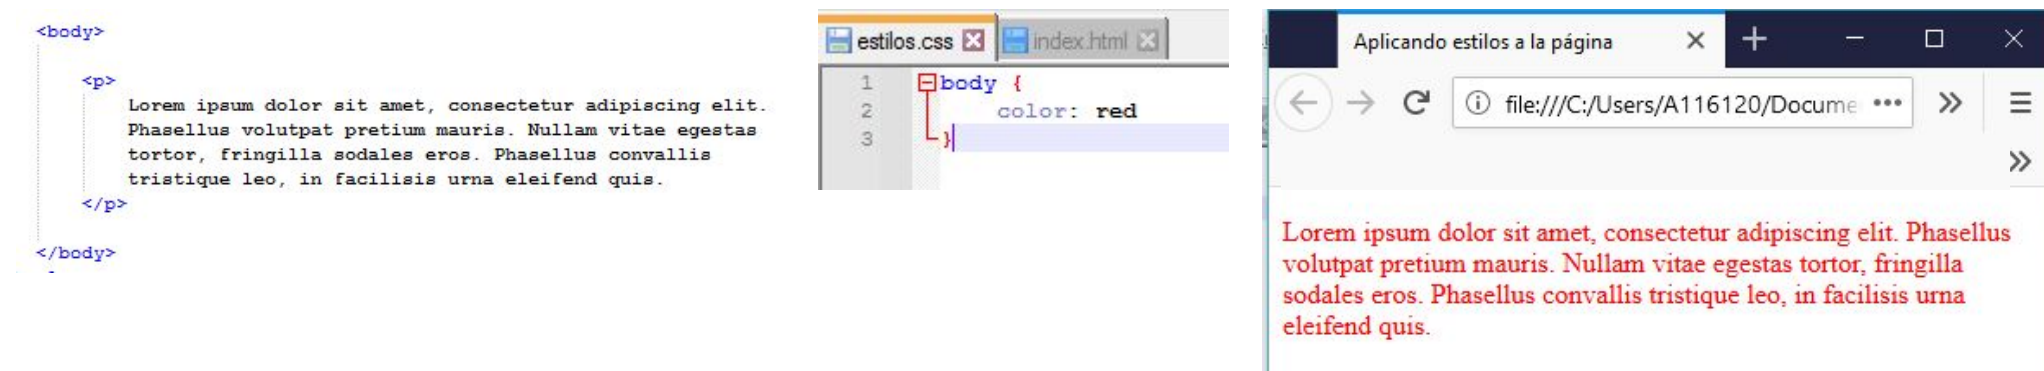 <body>
<p>
Lorem ipsum dolor sit amet, consectetur adipiscing elit.
Phasellus volutpat pretium mauris. Nullam vitae egestas
tortor, fringilla sodales eros. Phasellus convallis
tristique leo, in facilisis urna eleifend quis.
</p>
</body>
estilos.css index.html
1 body {
2 color: red
3 }
Aplicando estilos a la página
file:///C:/Users/A116120/Docume
Lorem ipsum dolor sit amet, consectetur adipiscing elit. Phasellus
volutpat pretium mauris. Nullam vitae egestas tortor, fringilla
sodales eros. Phasellus convallis tristique leo, in facilisis urna
eleifend quis.